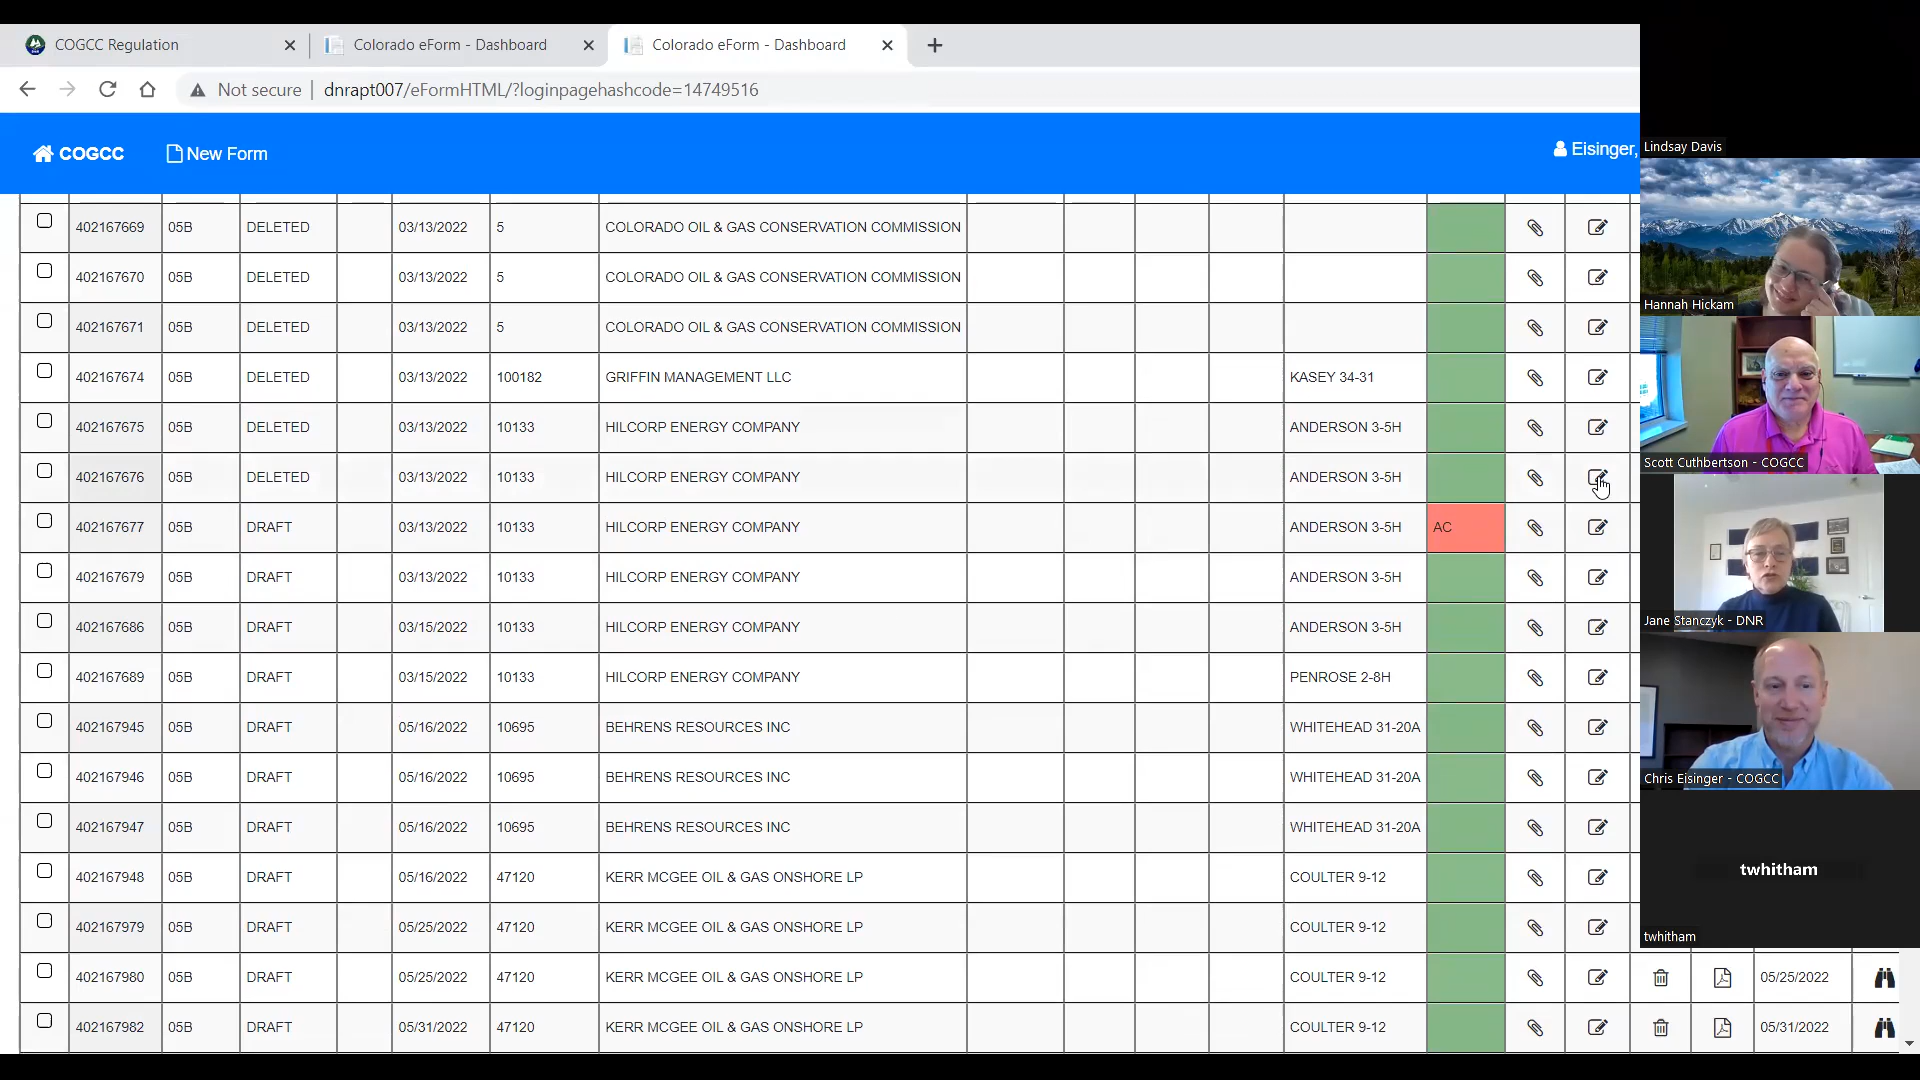 COGCC Regulation
Colorado eForm - Dashboard
Colorado eForm - Dashboard
Not secure | dnrapt007/eFormHTML/?loginpagehashcode=14749516
COGCC New Form Eisinger,
402167669 05B DELETED 03/13/2022 5 COLORADO OIL & GAS CONSERVATION COMMISSION
402167670 05B DELETED 03/13/2022 5 COLORADO OIL & GAS CONSERVATION COMMISSION
402167671 05B DELETED 03/13/2022 5 COLORADO OIL & GAS CONSERVATION COMMISSION
402167674 05B DELETED 03/13/2022 100182 GRIFFIN MANAGEMENT LLC KASEY 34-31
402167675 05B DELETED 03/13/2022 10133 HILCORP ENERGY COMPANY ANDERSON 3-5H
402167676 05B DELETED 03/13/2022 10133 HILCORP ENERGY COMPANY ANDERSON 3-5H
402167677 05B DRAFT 03/13/2022 10133 HILCORP ENERGY COMPANY ANDERSON 3-5H AC
402167679 05B DRAFT 03/13/2022 10133 HILCORP ENERGY COMPANY ANDERSON 3-5H
402167686 05B DRAFT 03/15/2022 10133 HILCORP ENERGY COMPANY ANDERSON 3-5H
402167689 05B DRAFT 03/15/2022 10133 HILCORP ENERGY COMPANY PENROSE 2-8H
402167945 05B DRAFT 05/16/2022 10695 BEHRENS RESOURCES INC WHITEHEAD 31-20A
402167946 05B DRAFT 05/16/2022 10695 BEHRENS RESOURCES INC WHITEHEAD 31-20A
402167947 05B DRAFT 05/16/2022 10695 BEHRENS RESOURCES INC WHITEHEAD 31-20A
402167948 05B DRAFT 05/16/2022 47120 KERR MCGEE OIL & GAS ONSHORE LP COULTER 9-12
402167979 05B DRAFT 05/25/2022 47120 KERR MCGEE OIL & GAS ONSHORE LP COULTER 9-12
402167980 05B DRAFT 05/25/2022 47120 KERR MCGEE OIL & GAS ONSHORE LP COULTER 9-12 05/25/2022
402167982 05B DRAFT 05/31/2022 47120 KERR MCGEE OIL & GAS ONSHORE LP COULTER 9-12 05/31/2022
Lindsay Davis
Hannah Hickam
Scott Cuthbertson - COGCC
Jane Stanczyk - DNR
Chris Eisinger - COGCC
twhitham
twhitham